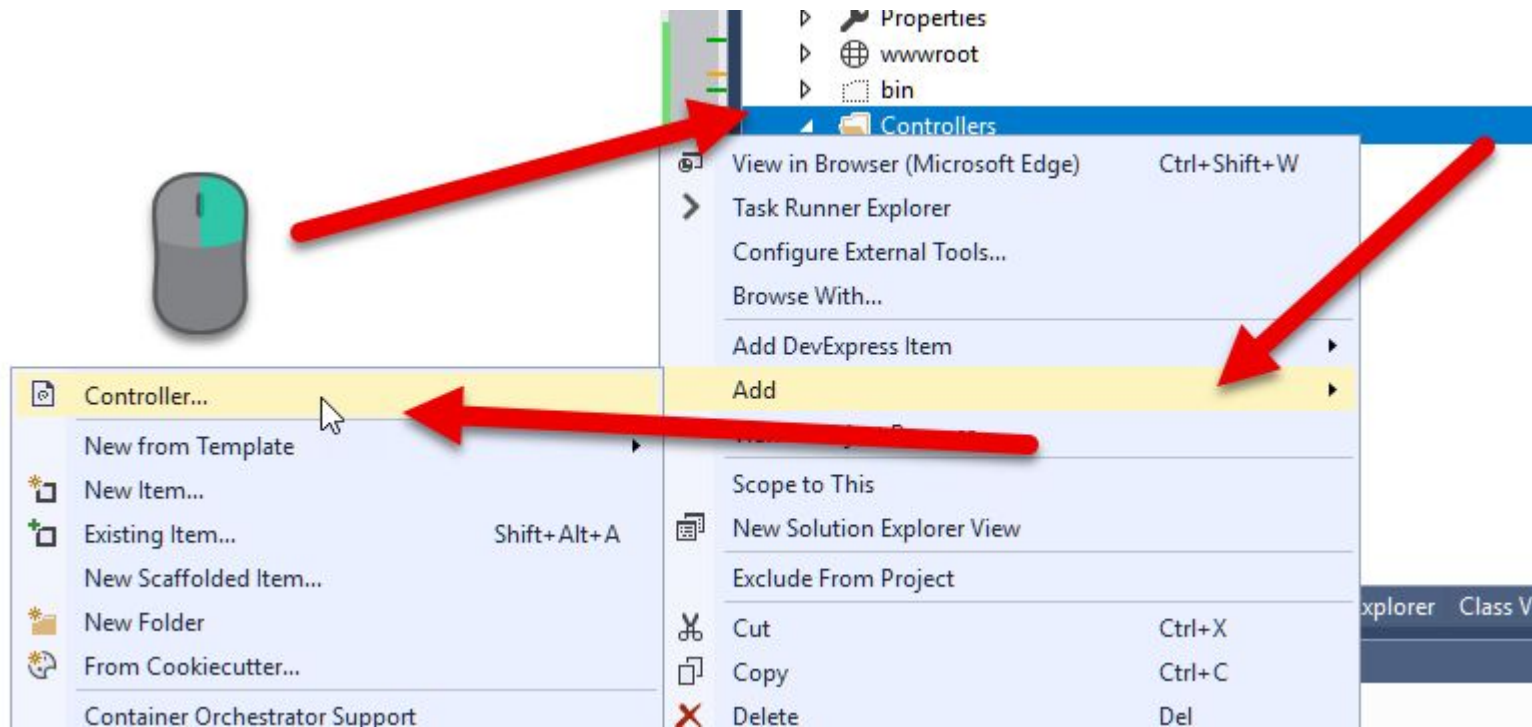 Properties
wwwroot
bin
Controllers
View in Browser (Microsoft Edge) Ctrl+Shift+W
Task Runner Explorer
Configure External Tools...
Browse With...
Add DevExpress Item
Add
Scope to This
New Solution Explorer View
Exclude From Project
Cut Ctrl+X
Copy Ctrl+C
Delete Del
Controller...
New from Template
New Item...
Existing Item... Shift+Alt+A
New Scaffolded Item...
New Folder
From Cookiecutter...
Container Orchestrator Support
xplorer Class V